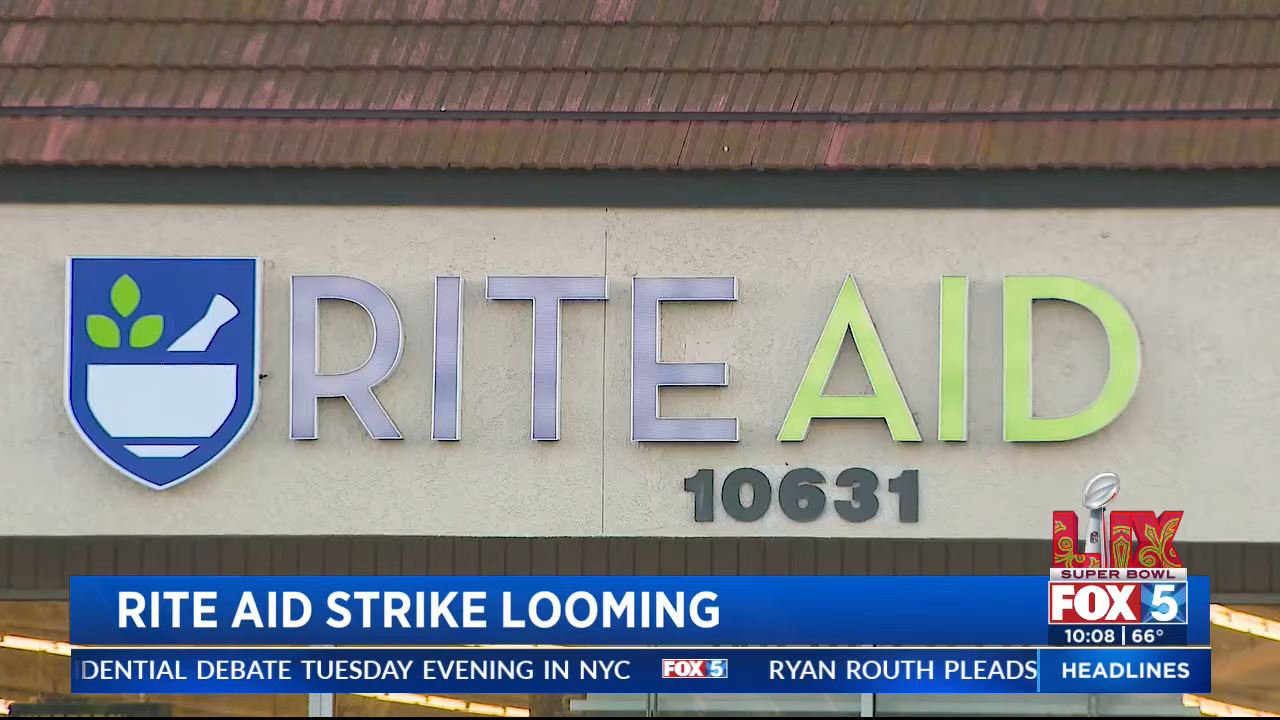 RITE AID
10631
LIX
SUPER BOWL
RITE AID STRIKE LOOMING
FOX 5
10:08 | 66°
DENTIAL DEBATE TUESDAY EVENING IN NYC FOX 5 RYAN ROUTH PLEADS
HEADLINES